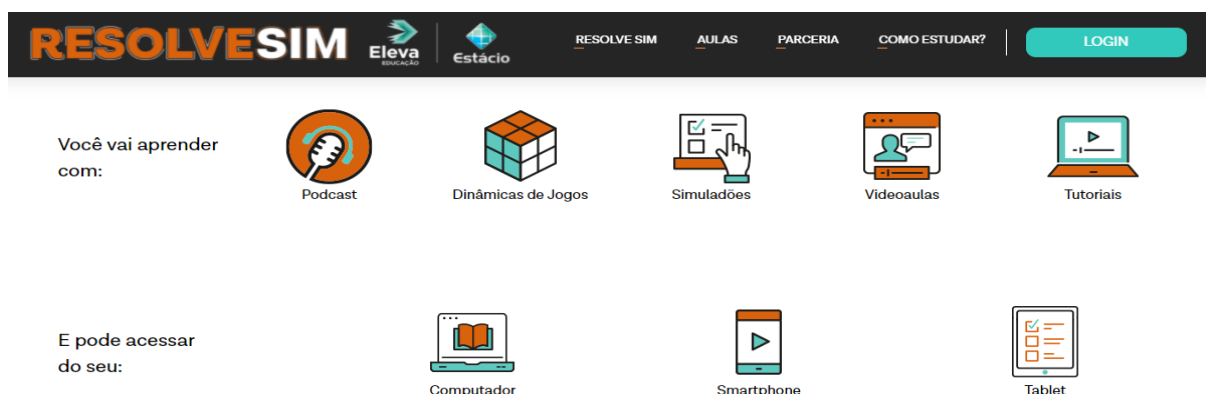 RESOLVESIM Eleva EDUCAÇÃO Estácio RESOLVE SIM AULAS PARCERIA COMO ESTUDAR? LOGIN
Você vai aprender
com:
Podcast Dinâmicas de Jogos Simuladões Videoaulas Tutoriais
E pode acessar
do seu:
Computador Smartphone Tablet